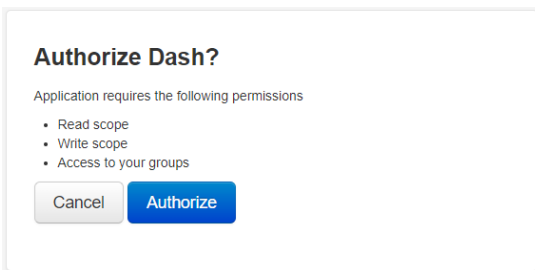 Authorize Dash?
Application requires the following permissions
Read scope
Write scope
Access to your groups
Cancel Authorize